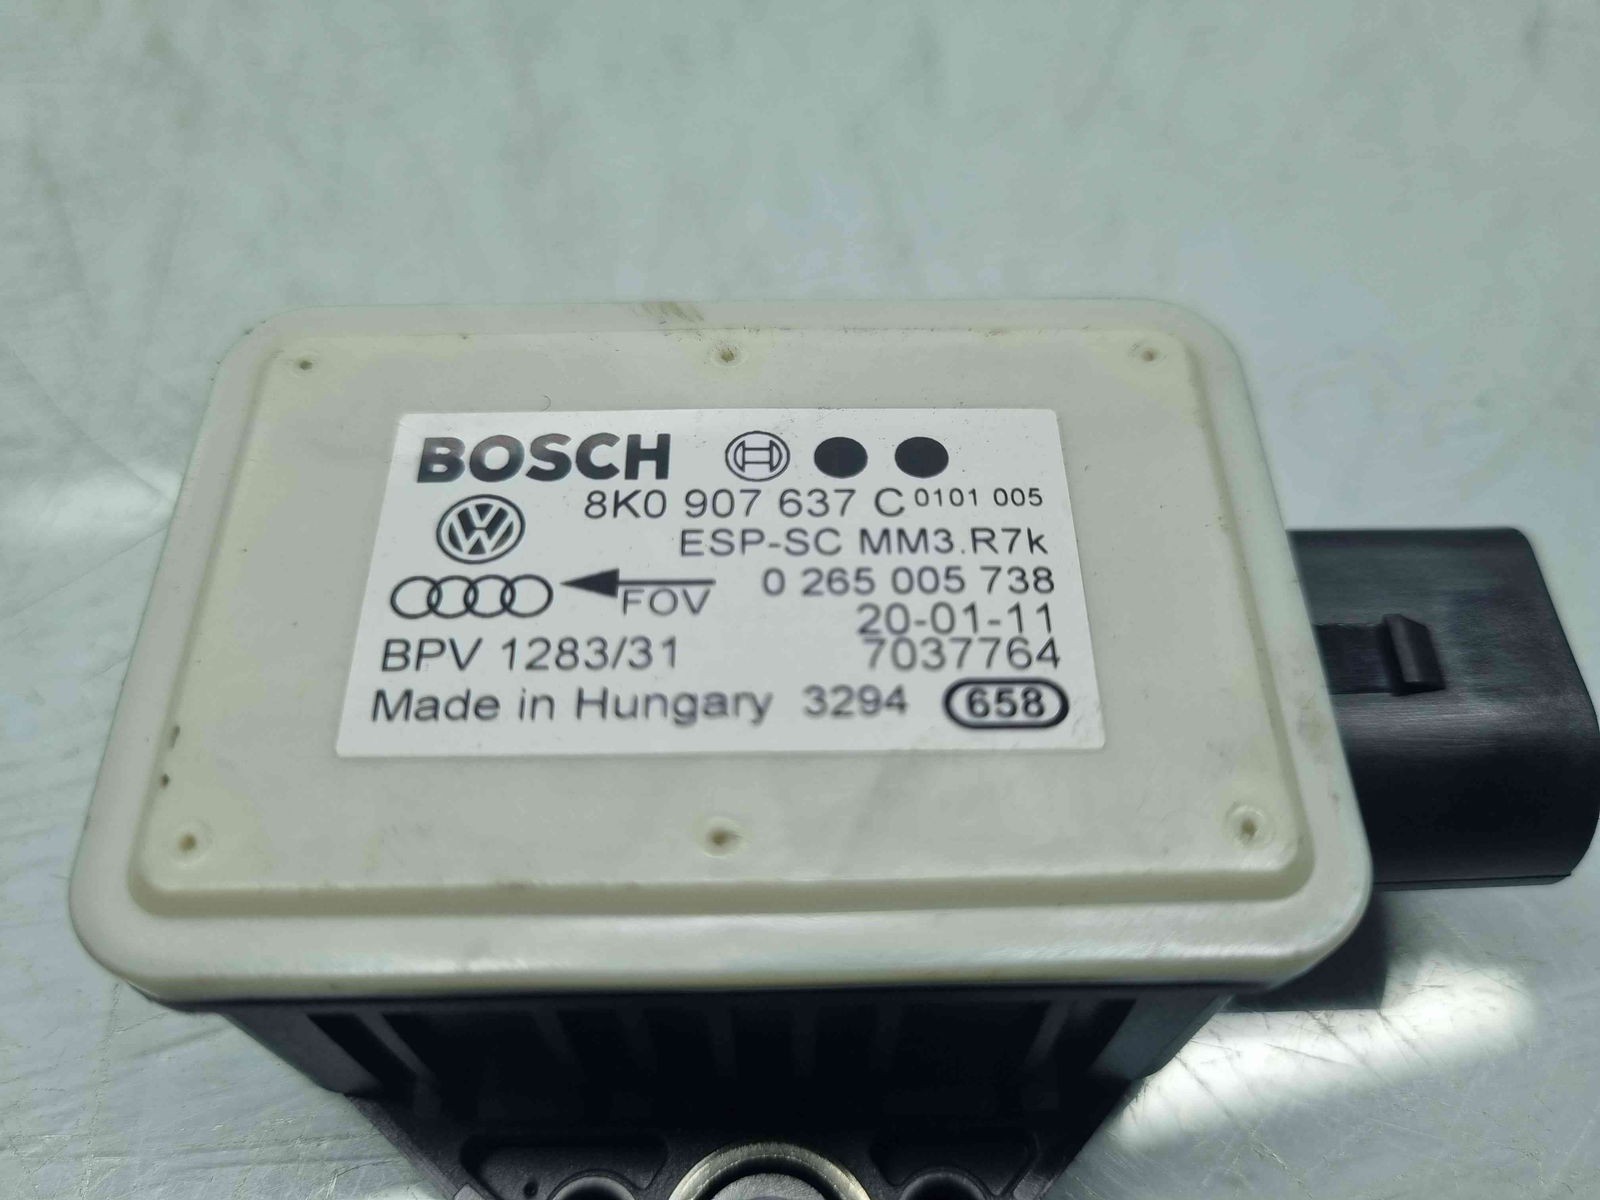 BOSCH
8K0 907 637 C 0101 005
ESP-SC MM3.R7k
FOV 0 265 005 738
20-01-11
BPV 1283/31 7037764
Made in Hungary 3294 658